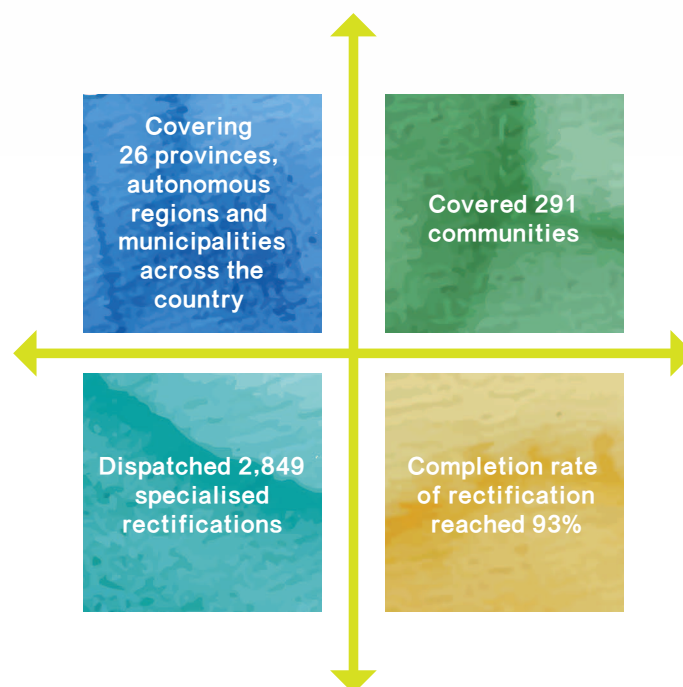 Covering
26 provinces,
autonomous
regions and
municipalities
across the
country
Covered 291
communities
Dispatched 2,849
specialised
rectifications
Completion rate
of rectification
reached 93%